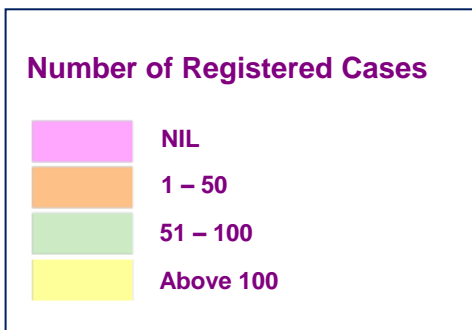 Number of Registered Cases
NIL
1 – 50
51 – 100
Above 100